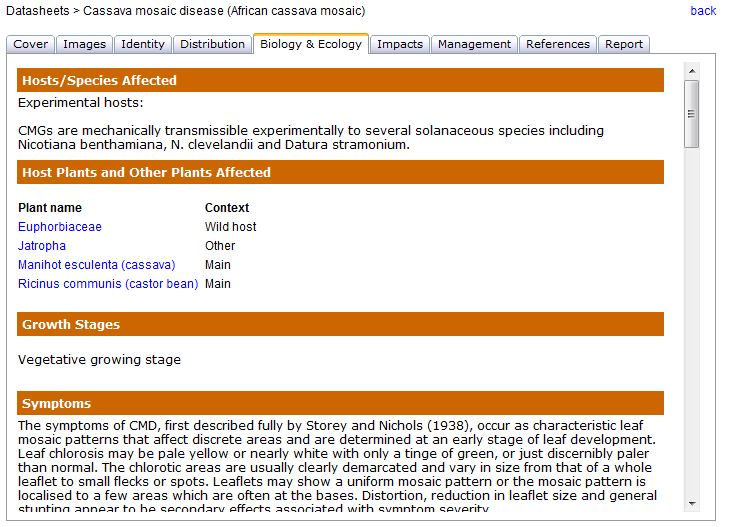 Datasheets > Cassava mosaic disease (African cassava mosaic) back
Cover Images Identity Distribution Biology & Ecology Impacts Management References Report
Hosts/Species Affected
Experimental hosts:
CMGs are mechanically transmissible experimentally to several solanaceous species including
Nicotiana benthamiana, N. clevelandii and Datura stramonium.
Host Plants and Other Plants Affected
Plant name Context
Euphorbiaceae Wild host
Jatropha Other
Manihot esculenta (cassava) Main
Ricinus communis (castor bean) Main
Growth Stages
Vegetative growing stage
Symptoms
The symptoms of CMD, first described fully by Storey and Nichols (1938), occur as characteristic leaf
mosaic patterns that affect discrete areas and are determined at an early stage of leaf development.
Leaf chlorosis may be pale yellow or nearly white with only a tinge of green, or just discernibly paler
than normal. The chlorotic areas are usually clearly demarcated and vary in size from that of a whole
leaflet to small flecks or spots. Leaflets may show a uniform mosaic pattern or the mosaic pattern is
localised to a few areas which are often at the bases. Distortion, reduction in leaflet size and general
stunting appear to be secondary effects associated with symptom severity.